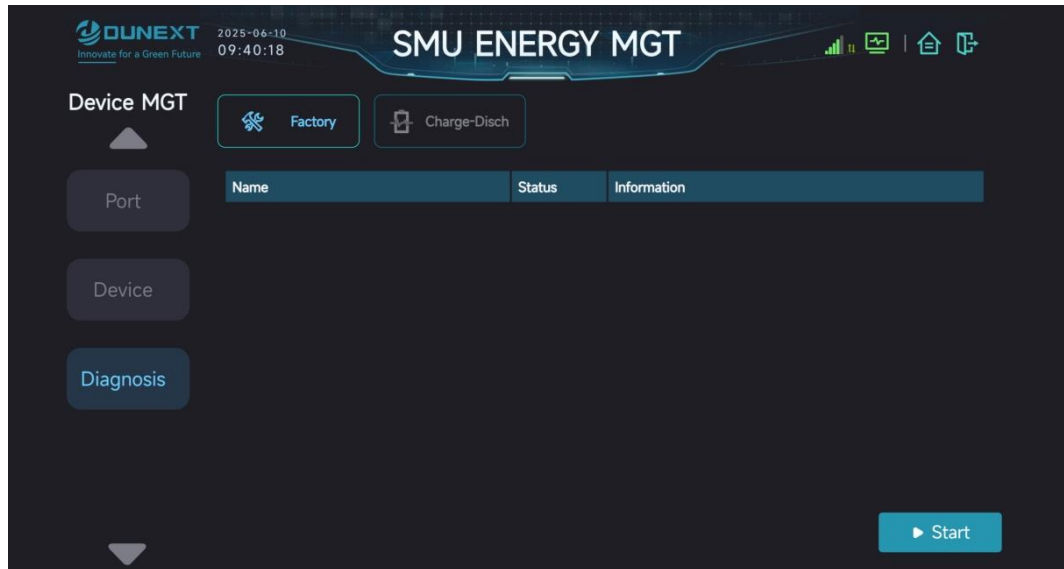 DUNEXT
Innovate for a Green Future
2025-06-10
09:40:18
SMU ENERGY MGT
Device MGT
Factory
Charge-Disch
Port
Device
Diagnosis
Name Status Information
Start